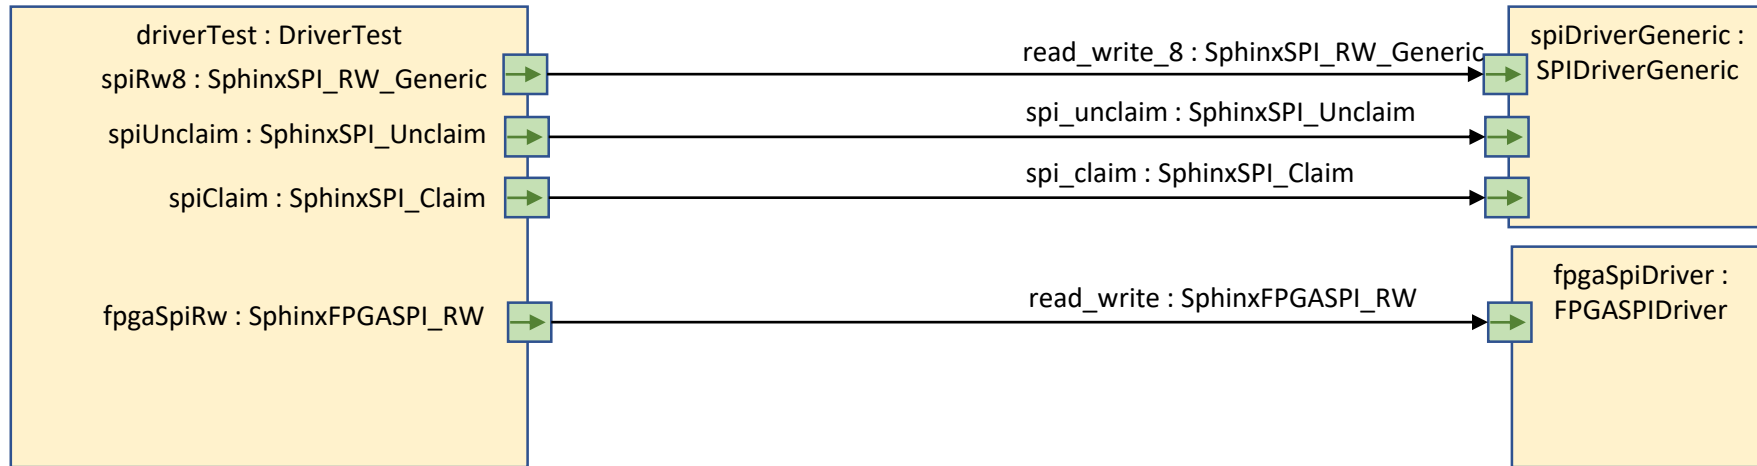 driverTest : DriverTest
spiRw8 : SphinxSPI_RW_Generic
spiUnclaim : SphinxSPI_Unclaim
spiClaim : SphinxSPI_Claim
fpgaSpiRw : SphinxFPGASPI_RW
read_write_8 : SphinxSPI_RW_Generic
spi_unclaim : SphinxSPI_Unclaim
spi_claim : SphinxSPI_Claim
read_write : SphinxFPGASPI_RW
spiDriverGeneric :
SPIDriverGeneric
fpgaSpiDriver :
FPGASPIDriver